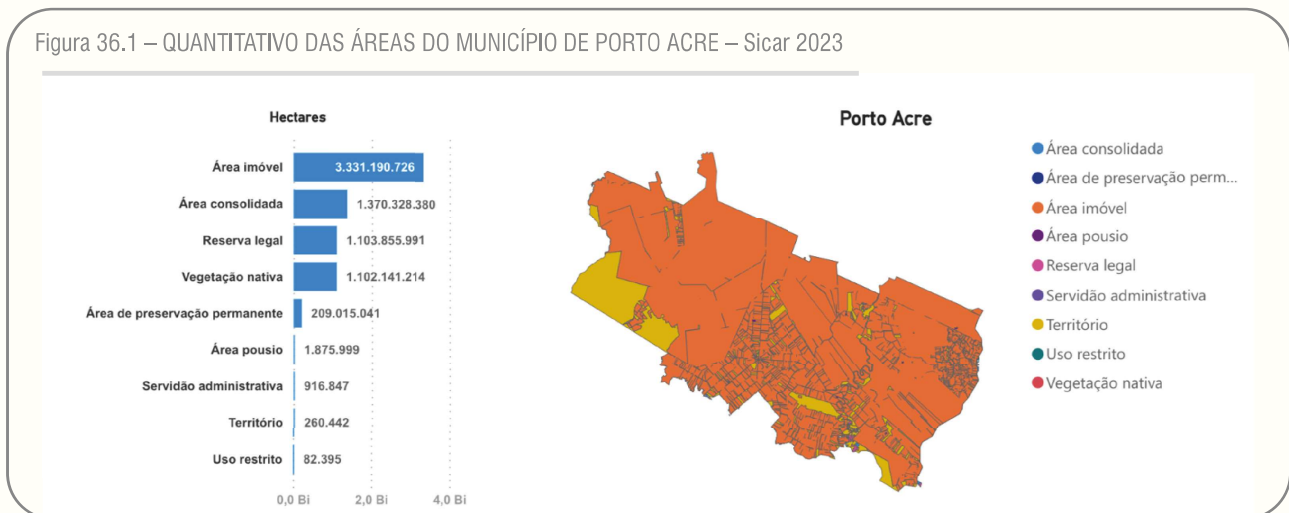 Figura 36.1 – QUANTITATIVO DAS ÁREAS DO MUNICÍPIO DE PORTO ACRE – Sicar 2023
Hectares
Área imóvel 3.331.190.726
Área consolidada 1.370.328.380
Reserva legal 1.103.855.991
Vegetação nativa 1.102.141.214
Área de preservação permanente 209.015.041
Área pousio 1.875.999
Servidão administrativa 916.847
Território 260.442
Uso restrito 82.395
0,0 Bi 2,0 Bi 4,0 Bi
Porto Acre
Área consolidada
Área de preservação perm...
Área imóvel
Área pousio
Reserva legal
Servidão administrativa
Território
Uso restrito
Vegetação nativa